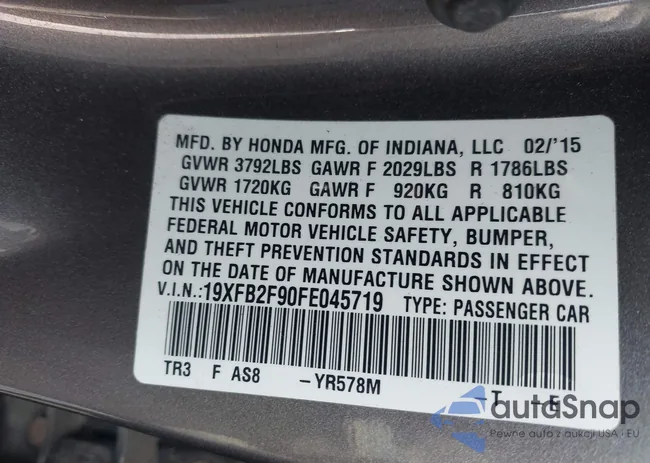 MFD. BY HONDA MFG. OF INDIANA, LLC 02/'15
GVWR 3792LBS GAWR F 2029LBS R 1786LBS
GVWR 1720KG GAWR F 920KG R 810KG
THIS VEHICLE CONFORMS TO ALL APPLICABLE
FEDERAL MOTOR VEHICLE SAFETY, BUMPER,
AND THEFT PREVENTION STANDARDS IN EFFECT
ON THE DATE OF MANUFACTURE SHOWN ABOVE.
V.I.N.:19XFB2F90FE045719 TYPE: PASSENGER CAR
TR3 F AS8 -YR578M -T E
autoSnap
Pewne auto z aukcji USA - EU